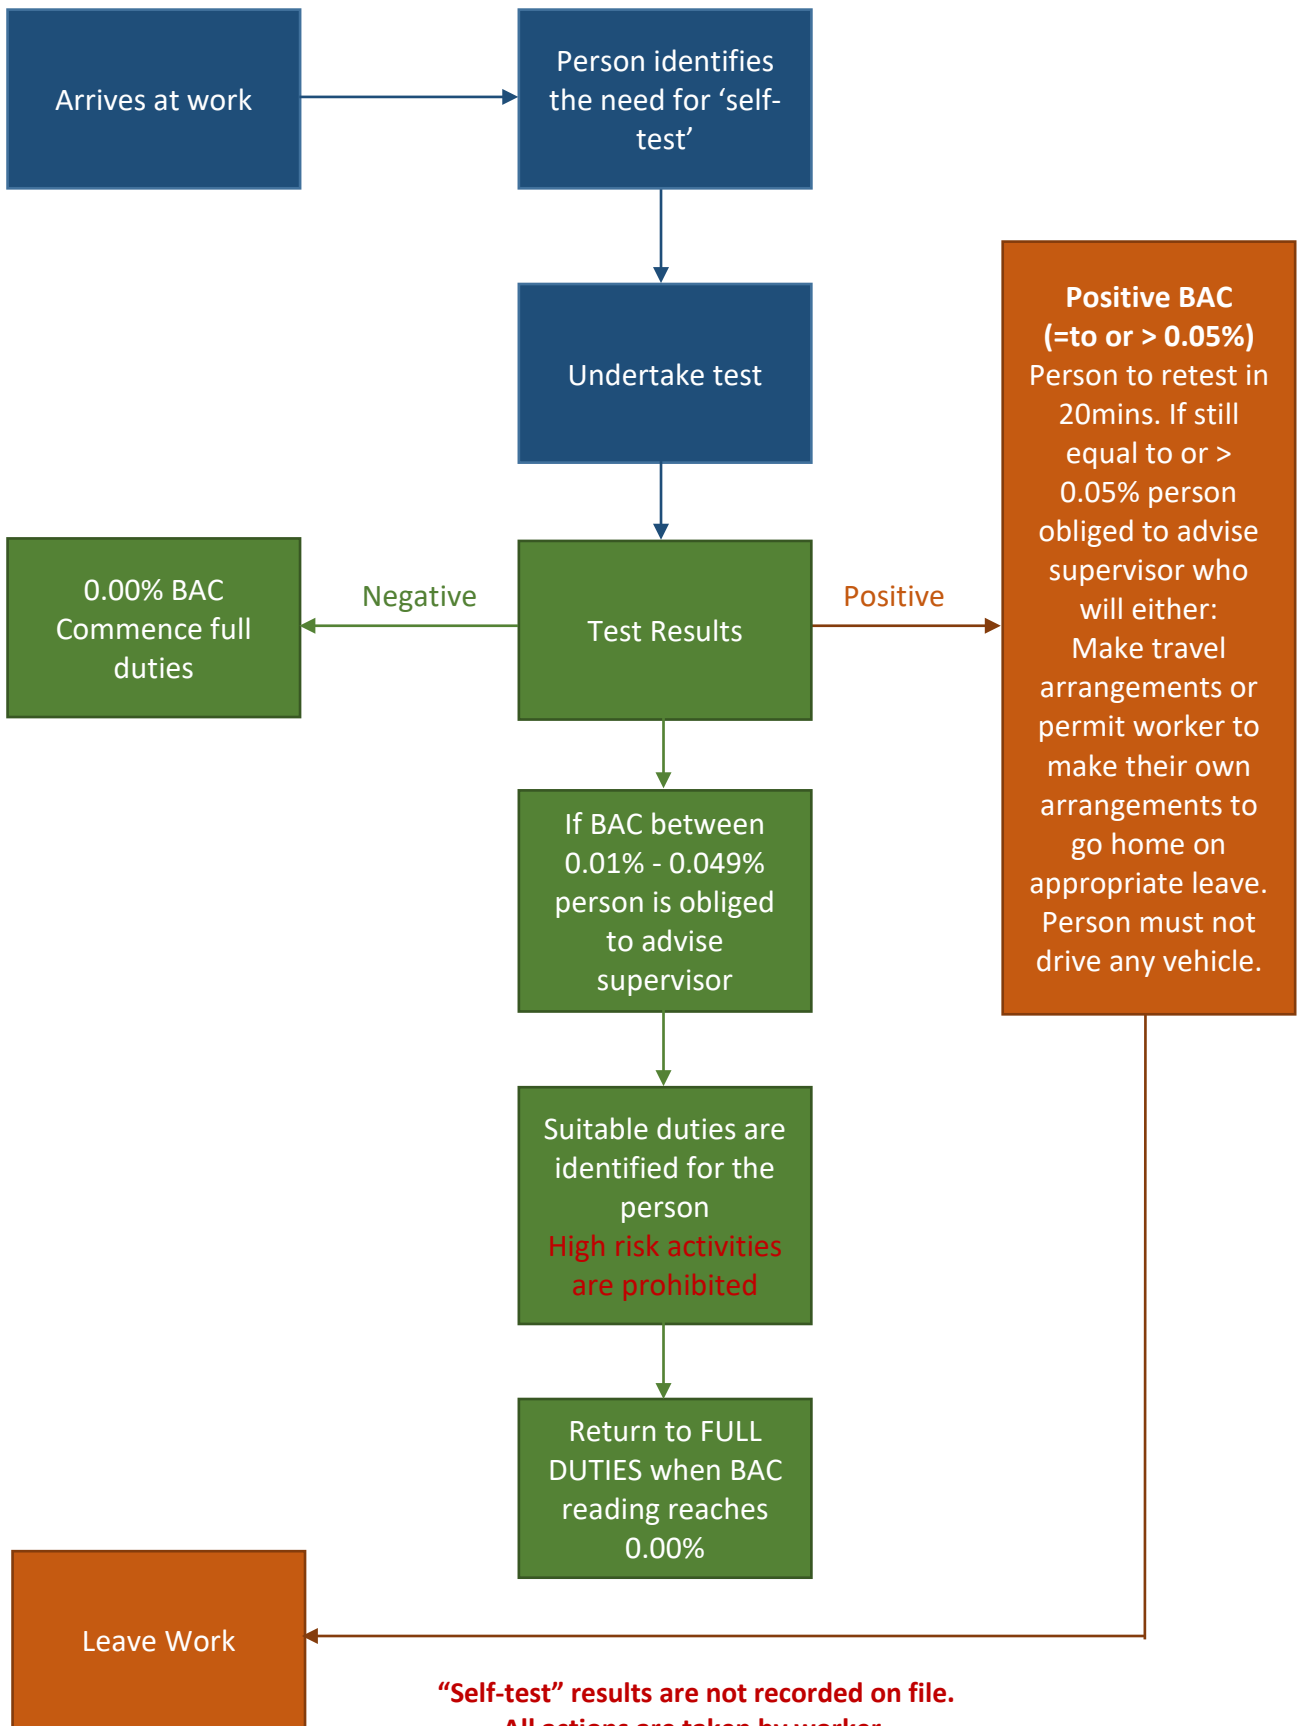 Arrives at work
Person identifies
the need for ‘self-
test’
Undertake test
Positive BAC
(=to or > 0.05%)
Person to retest in
20mins. If still
equal to or >
0.05% person
obliged to advise
supervisor who
will either:
Make travel
arrangements or
permit worker to
make their own
arrangements to
go home on
appropriate leave.
Person must not
drive any vehicle.
0.00% BAC
Commence full
duties
Negative
Test Results
Positive
If BAC between
0.01% - 0.049%
person is obliged
to advise
supervisor
Suitable duties are
identified for the
person
High risk activities
are prohibited
Return to FULL
DUTIES when BAC
reading reaches
0.00%
Leave Work
“Self-test” results are not recorded on file.
All actions are taken by worker